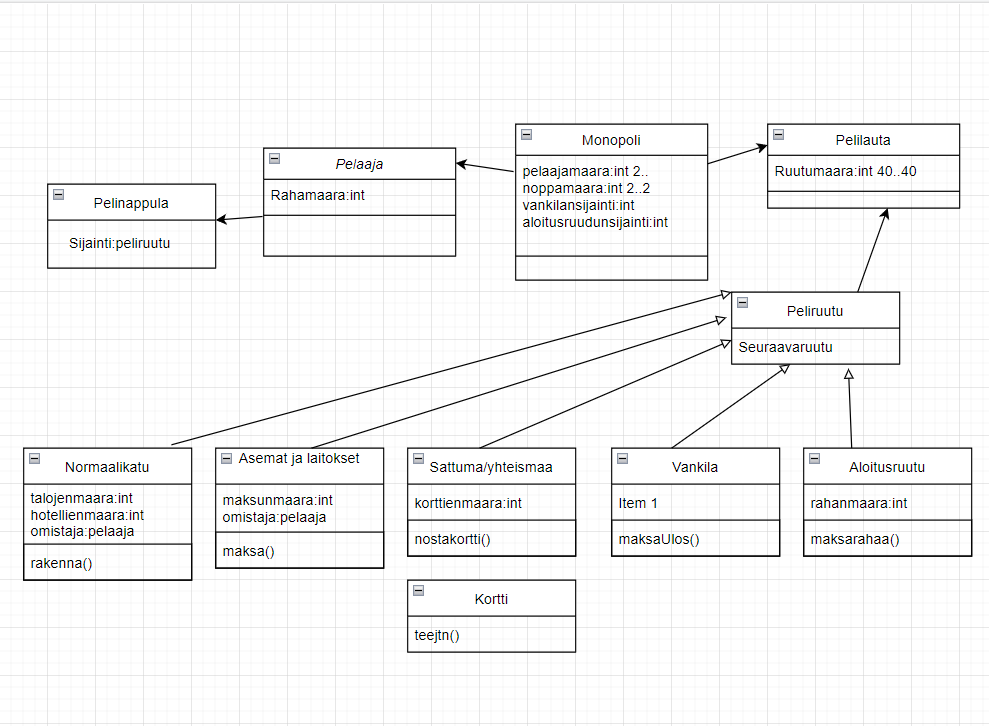 Monopoli
pelaajamaara:int 2..
noppamaara:int 2..2
vankilansijainti:int
aloitusruudunsijainti:int
Pelilauta
Ruutumaara:int 40..40
Pelaaja
Rahamaara:int
Pelinappula
Sijainti:peliruutu
Peliruutu
Seuraavaruutu
Normaalikatu
talojenmaara:int
hotellienmaara:int
omistaja:pelaaja
rakenna()
Asemat ja laitokset
maksunmaara:int
omistaja:pelaaja
maksa()
Sattuma/yhteismaa
korttienmaara:int
nostakortti()
Vankila
Item 1
maksaUlos()
Aloitusruutu
rahanmaara:int
maksarahaa()
Kortti
teejtn()